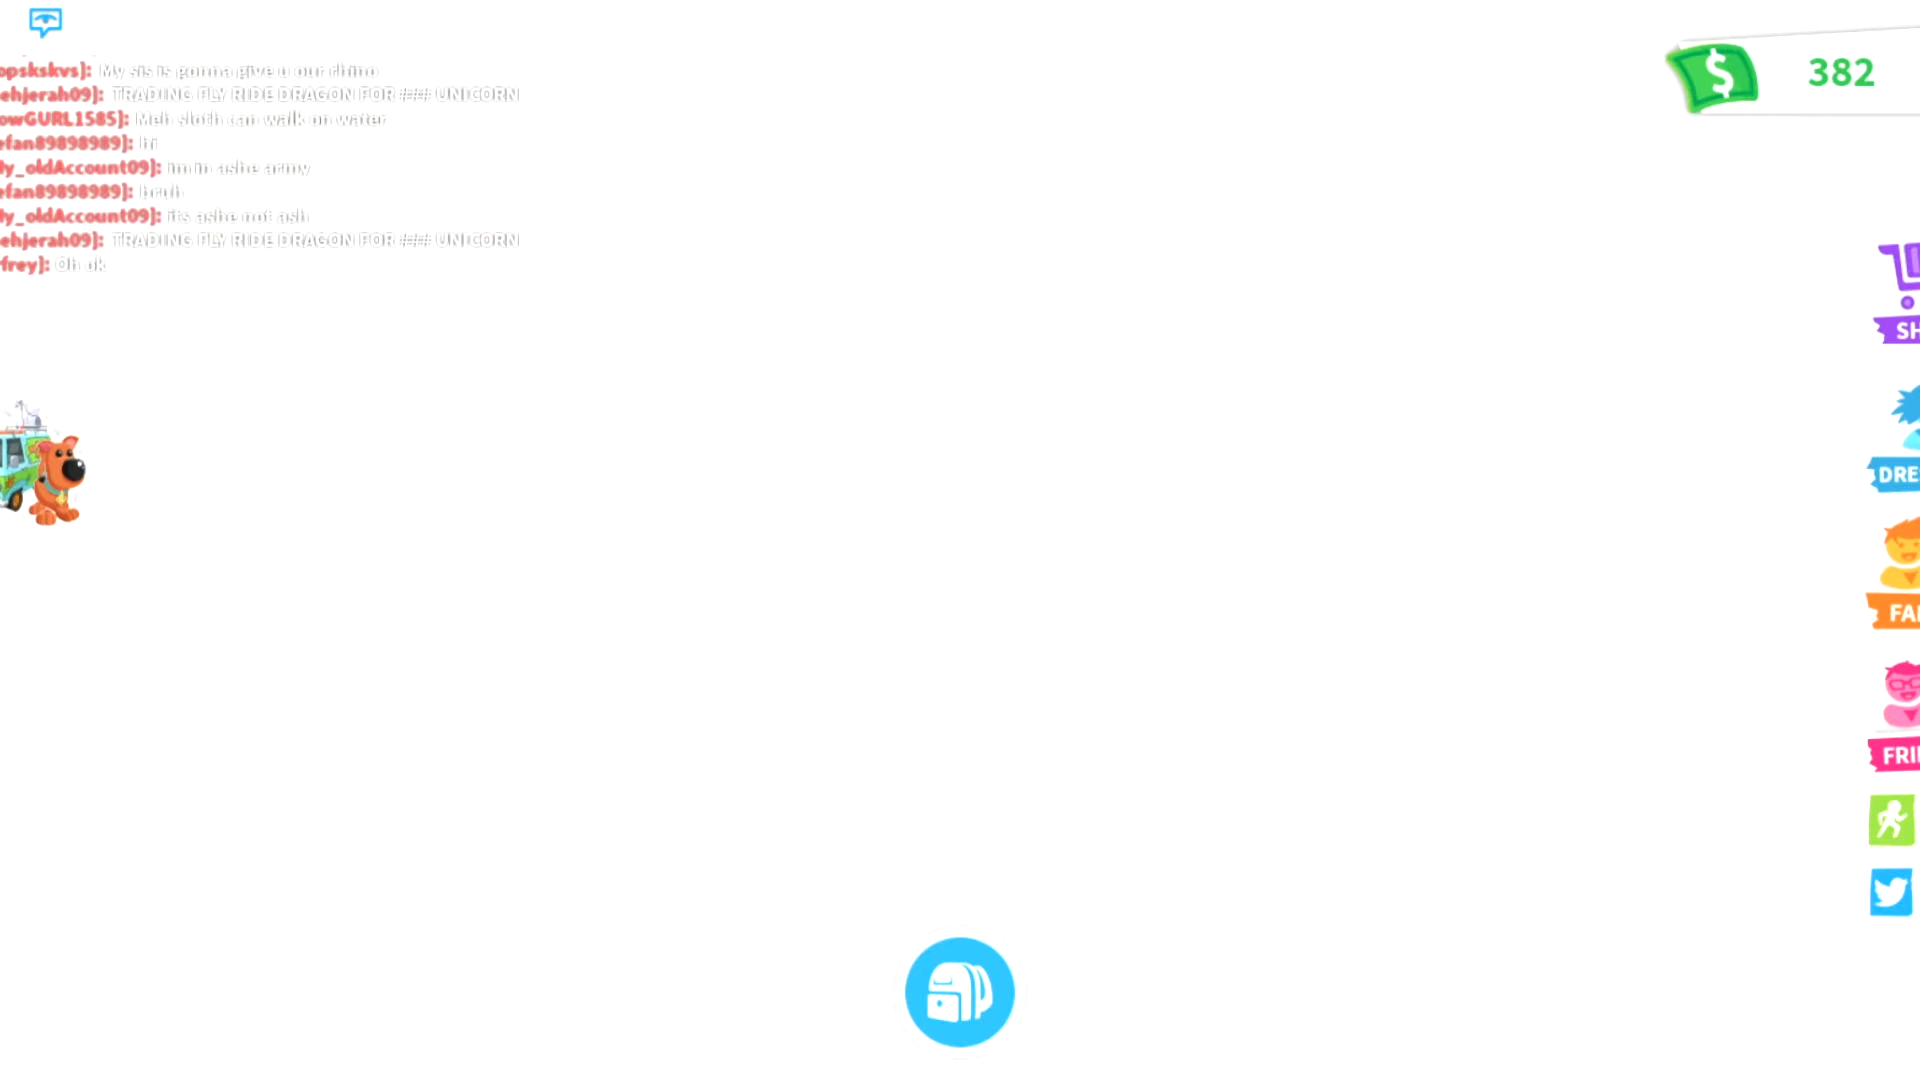 opskskvs]: My sis is gonna give u our rhino
ehjerah09]: TRADING FLY RIDE DRAGON FOR ### UNICORN
owGURL1585]: Meh sloth can walk on water
efan89898989]: hi
ly_oldAccount09]: im in ashe army
efan89898989]: bruh
ly_oldAccount09]: its ashe not ash
ehjerah09]: TRADING FLY RIDE DRAGON FOR ### UNICORN
frey]: Oh ok
$ 382
SH
DRE
FA
FRI